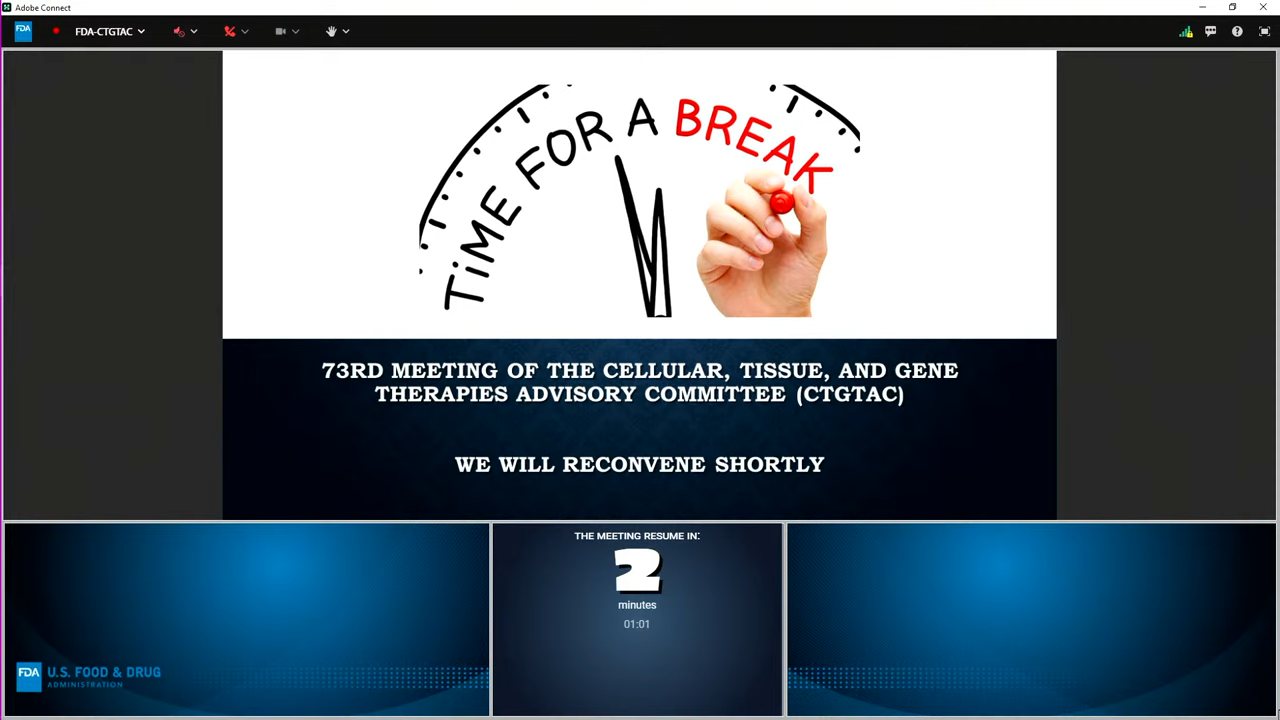 Adobe Connect
FDA
FDA-CTGTAC
TiME FOR A BREAK
73RD MEETING OF THE CELLULAR, TISSUE, AND GENE
THERAPIES ADVISORY COMMITTEE (CTGTAC)
WE WILL RECONVENE SHORTLY
THE MEETING RESUME IN:
2
minutes
01:01
FDA
U.S. FOOD & DRUG
ADMINISTRATION